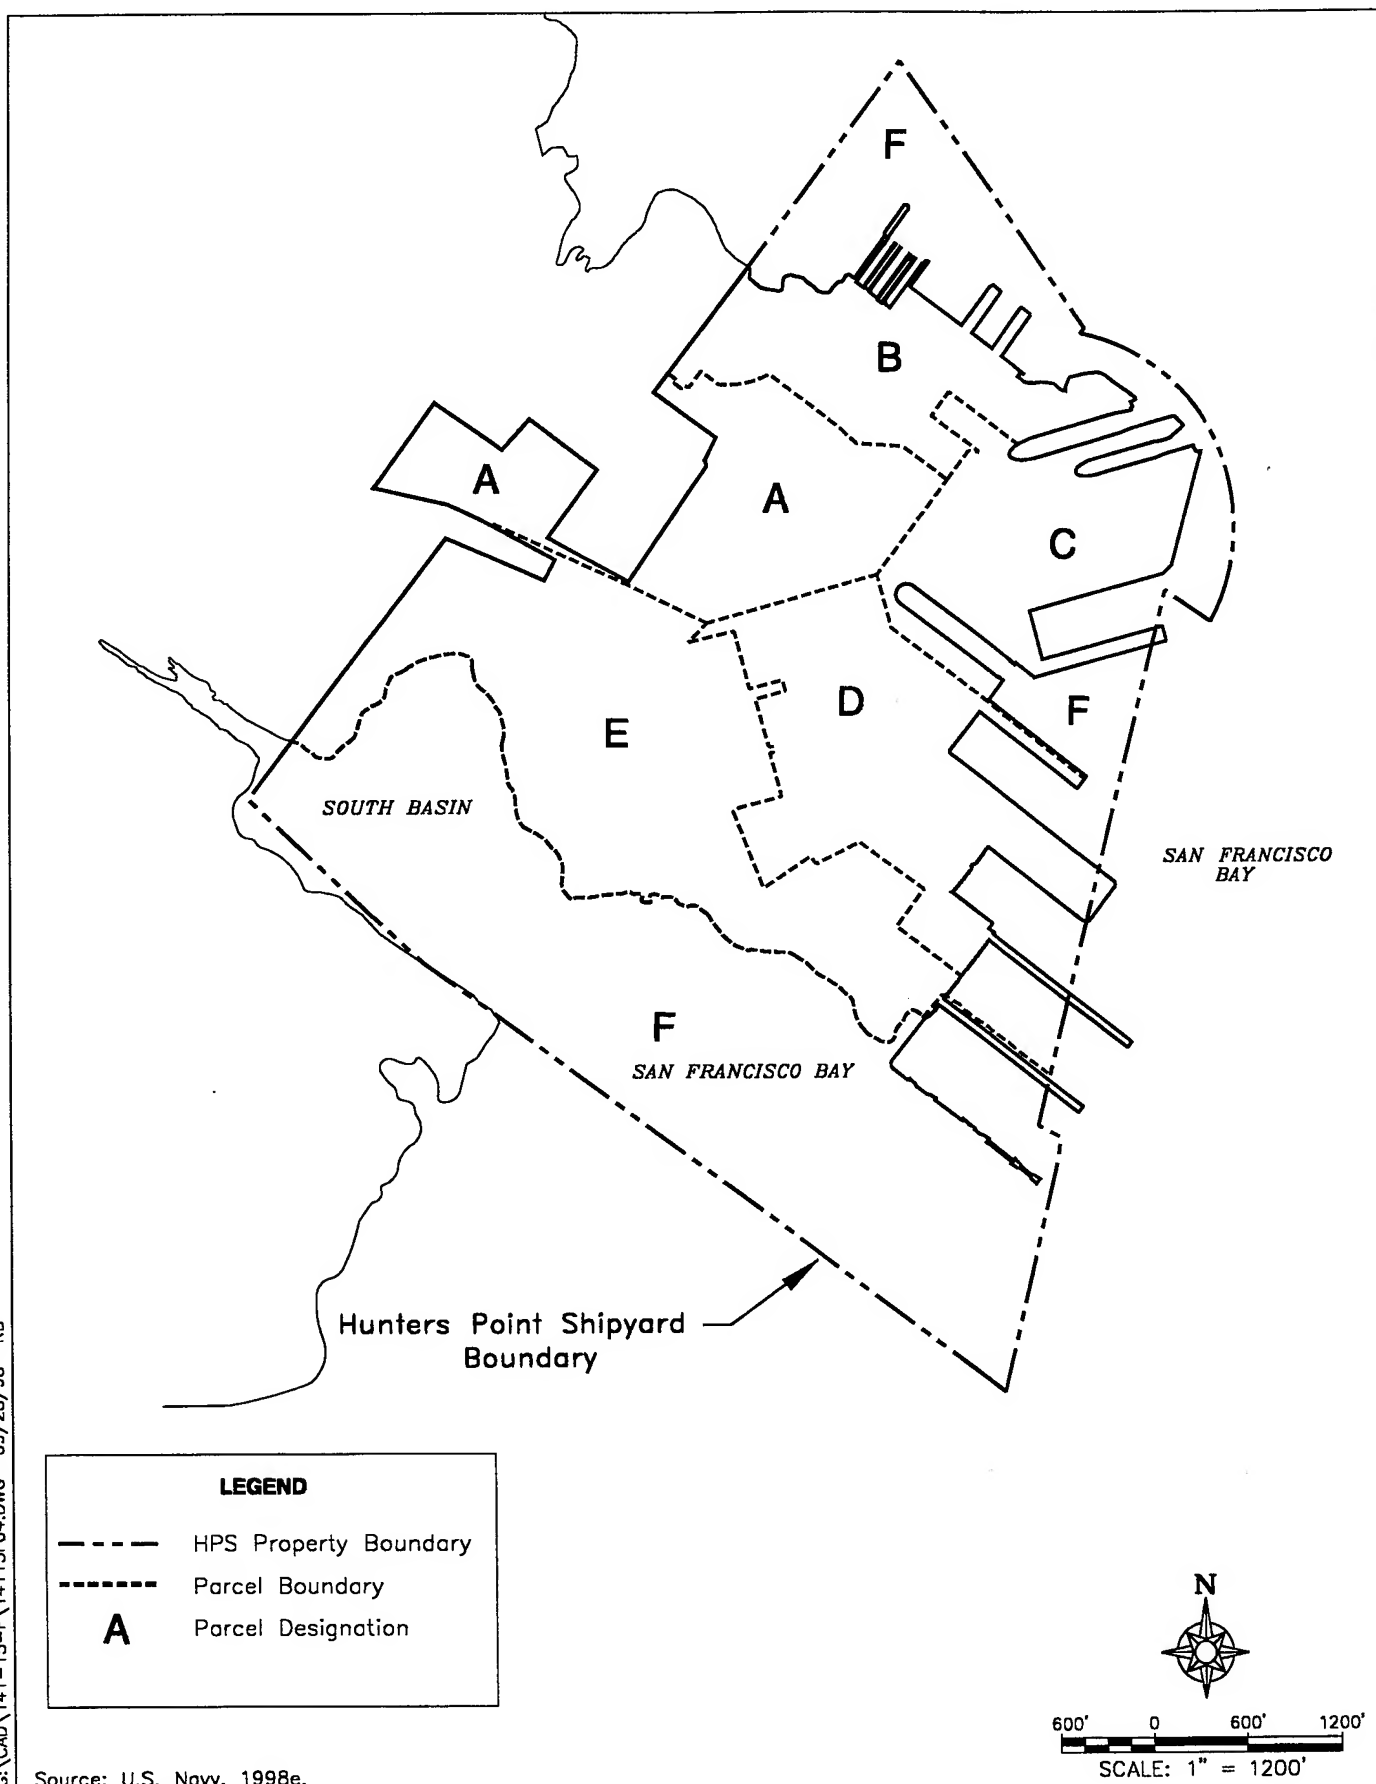 F
B
A
A
C
D
F
E
SOUTH BASIN
SAN FRANCISCO
BAY
F
SAN FRANCISCO BAY
Hunters Point Shipyard
Boundary
LEGEND
HPS Property Boundary
Parcel Boundary
A Parcel Designation
N
600' 0 600' 1200'
SCALE: 1" = 1200'
Source: U.S. Navy, 1998e.